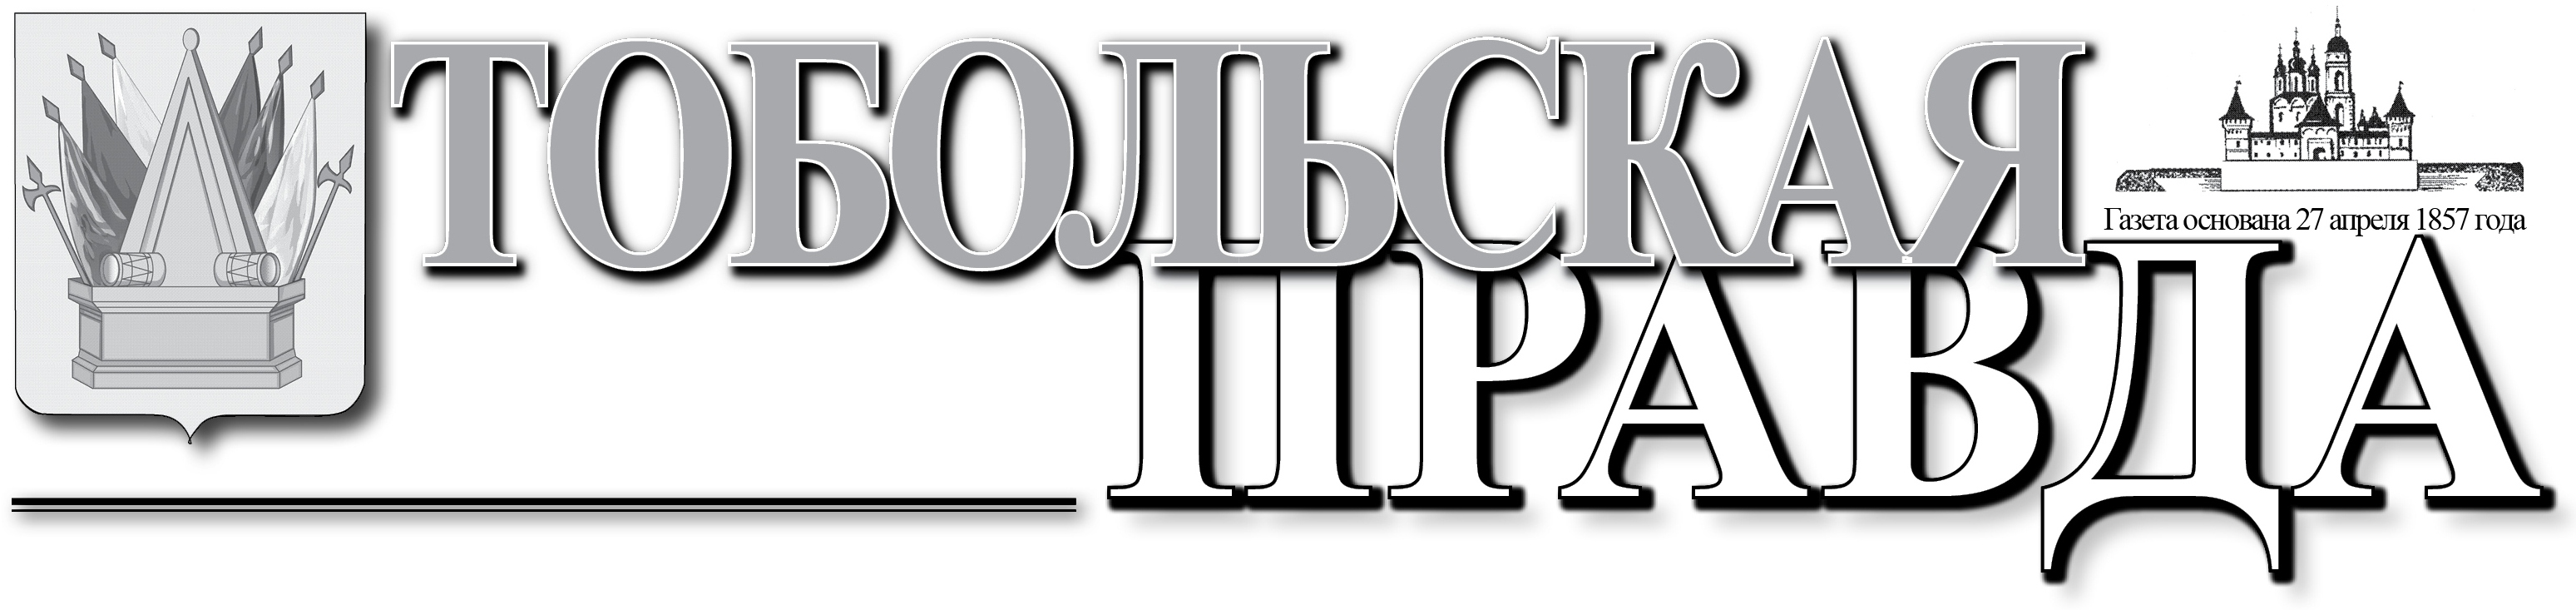 ТОБОЛЬСКАЯ
Газета основана 27 апреля 1857 года
ПРАВДА